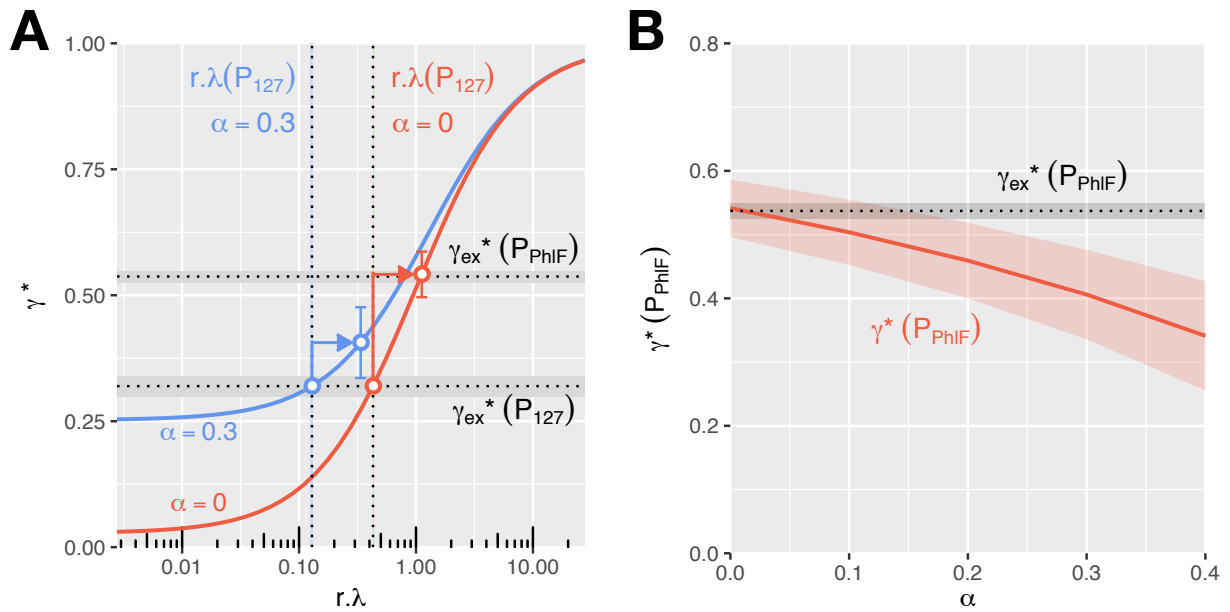 A
1.00
0.75
0.50
0.25
0.00
γ*
r.λ(P127)
α = 0.3
r.λ(P127)
α = 0
γex* (PPhlF)
γex* (P127)
α = 0.3
α = 0
0.01
0.10
1.00
10.00
r.λ
B
0.8
0.6
0.4
0.2
0.0
γ* (PPhlF)
γex* (PPhlF)
γ* (PPhlF)
0.0
0.1
0.2
0.3
0.4
α